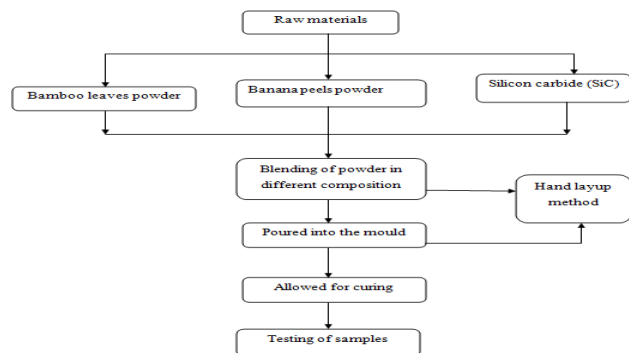 Raw materials
Bamboo leaves powder
Banana peels powder
Silicon carbide (SiC)
Blending of powder in
different composition
Hand layup
method
Poured into the mould
Allowed for curing
Testing of samples